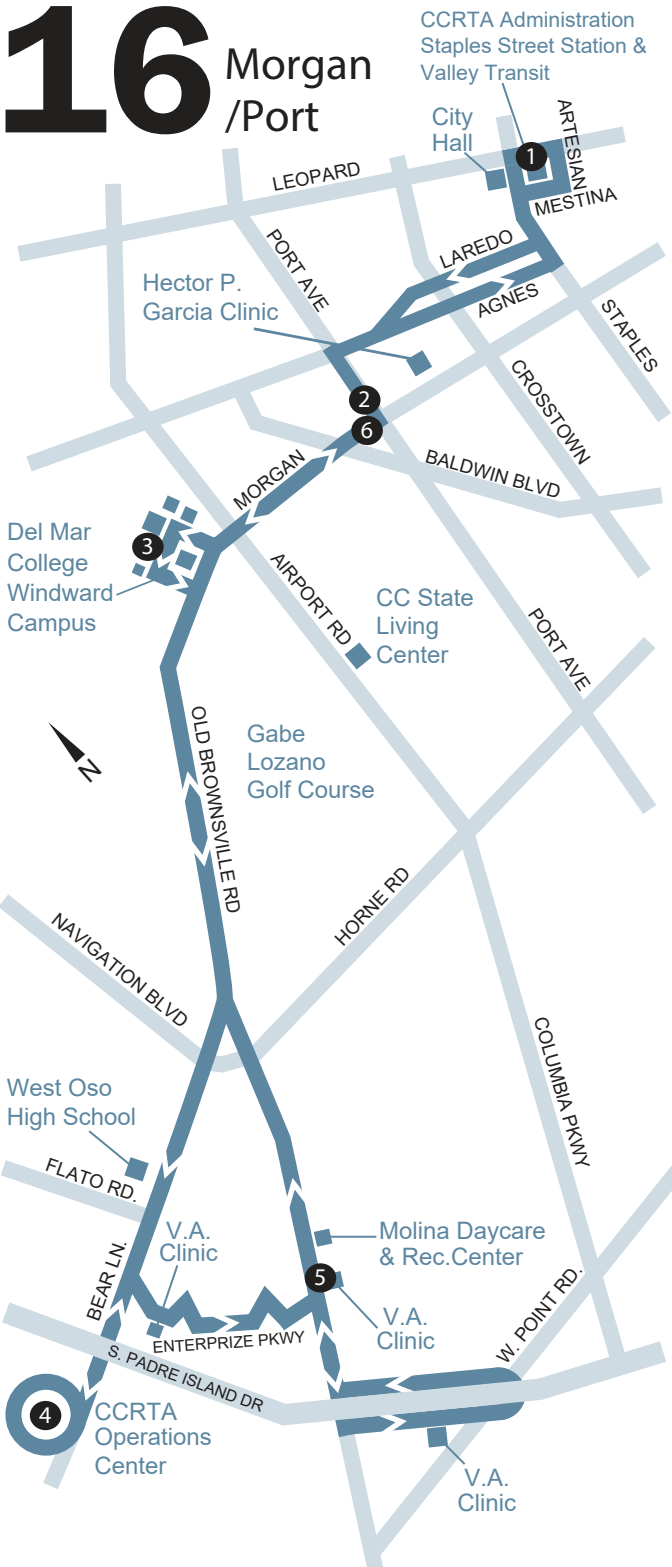 16
Morgan
/Port
CCRTA Administration
Staples Street Station &
Valley Transit
City
Hall
1
ARTESIAN
LEOPARD
MESTINA
PORT AVE
LAREDO
Hector P.
Garcia Clinic
AGNES
STAPLES
CROSSTOWN
2
6
MORGAN
BALDWIN BLVD
Del Mar
College
Windward
Campus
3
AIRPORT RD
CC State
Living
Center
PORT AVE
N
OLD BROWNSVILLE RD
Gabe
Lozano
Golf Course
HORNE RD
NAVIGATION BLVD
COLUMBIA PKWY
West Oso
High School
FLATO RD.
V.A.
Clinic
Molina Daycare
& Rec.Center
BEAR LN.
5
V.A.
Clinic
W. POINT RD.
ENTERPRIZE PKWY
S. PADRE ISLAND DR
4
CCRTA
Operations
Center
V.A.
Clinic